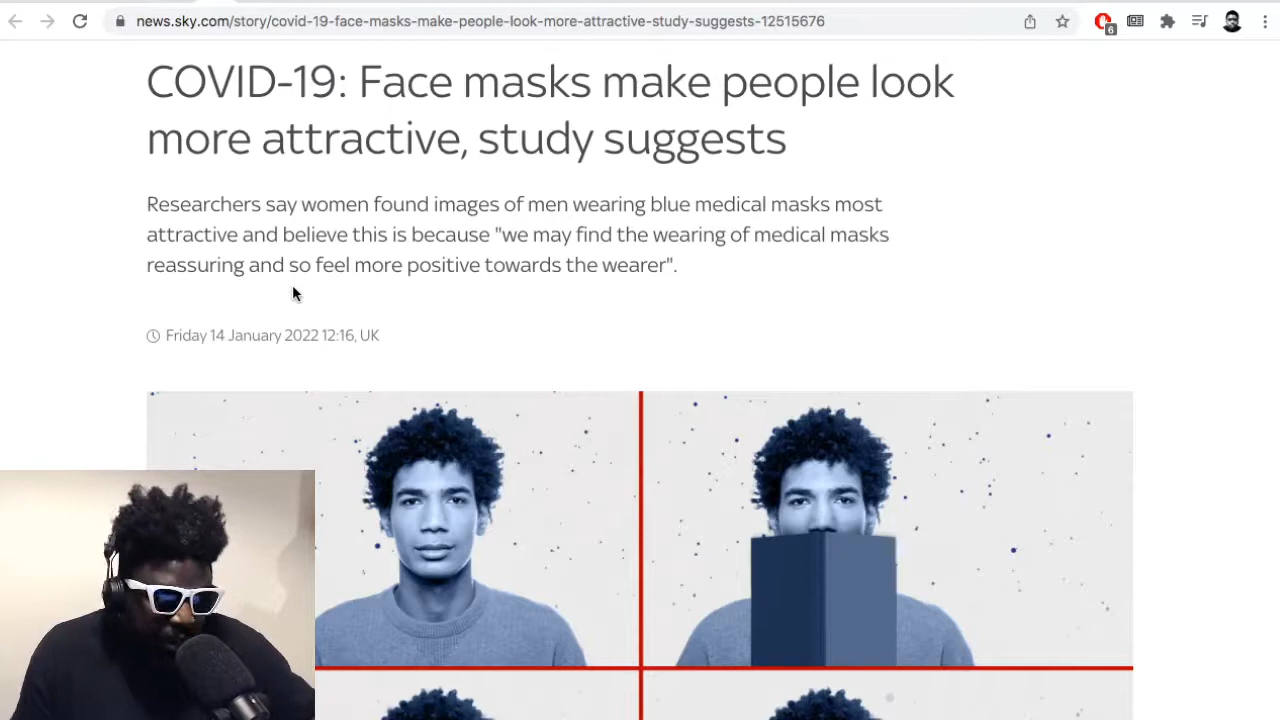 news.sky.com/story/covid-19-face-masks-make-people-look-more-attractive-study-suggests-12515676
6
COVID-19: Face masks make people look
more attractive, study suggests
Researchers say women found images of men wearing blue medical masks most
attractive and believe this is because "we may find the wearing of medical masks
reassuring and so feel more positive towards the wearer".
Friday 14 January 2022 12:16, UK